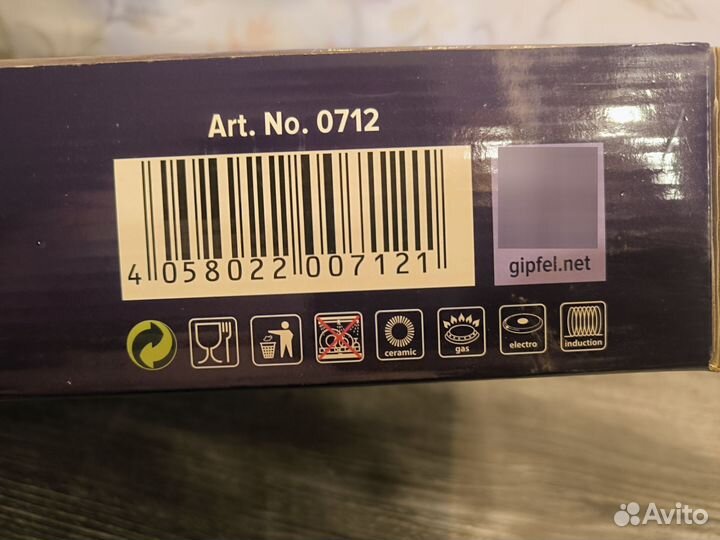 Art. No. 0712
4 058022 007121
gipfel.net
ceramic
gas
electro
induction
Avito